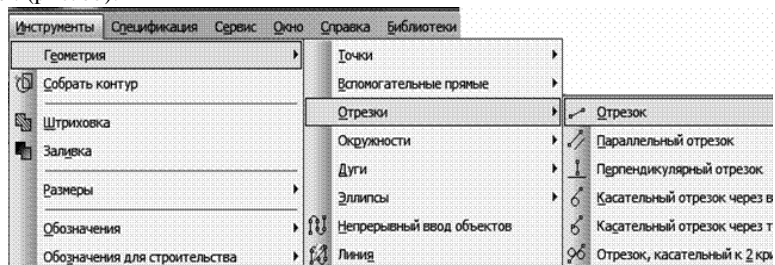 Инструменты Спецификация Сервис Окно Справка Библиотеки
Геометрия
Собрать контур
Штриховка
Заливка
Размеры
Обозначения
Обозначения для строительства
Точки
Вспомогательные прямые
Отрезки
Окружности
Дуги
Эллипсы
Непрерывный ввод объектов
Линия
Отрезок
Параллельный отрезок
Перпендикулярный отрезок
Касательный отрезок через
Касательный отрезок через
Отрезок, касательный к 2